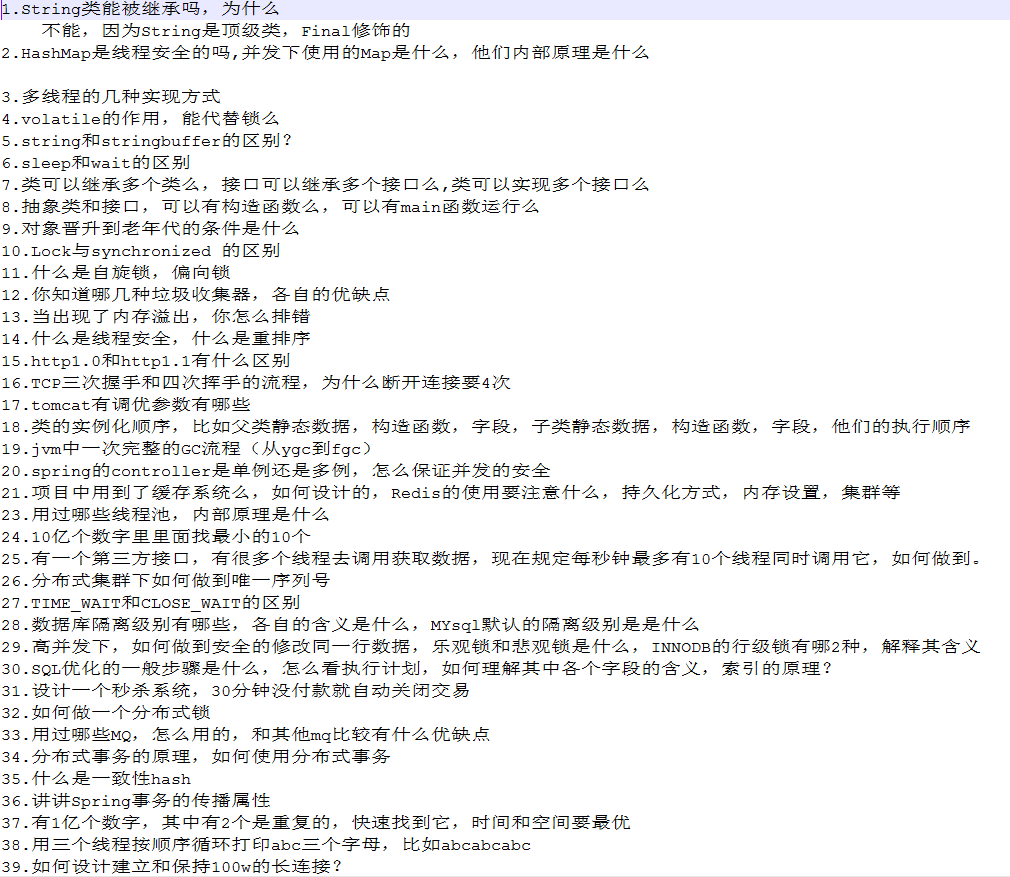 1.String类能被继承吗，为什么
不能，因为String是顶级类，Final修饰的
2.HashMap是线程安全的吗,并发下使用的Map是什么，他们内部原理是什么
3.多线程的几种实现方式
4.volatile的作用，能代替锁么
5.string和stringbuffer的区别?
6.sleep和wait的区别
7.类可以继承多个类么，接口可以继承多个接口么,类可以实现多个接口么
8.抽象类和接口，可以有构造函数么，可以有main函数运行么
9.对象晋升到老年代的条件是什么
10.Lock与synchronized 的区别
11.什么是自旋锁，偏向锁
12.你知道哪几种垃圾收集器，各自的优缺点
13.当出现了内存溢出，你怎么排错
14.什么是线程安全，什么是重排序
15.http1.0和http1.1有什么区别
16.TCP三次握手和四次挥手的流程，为什么断开连接要4次
17.tomcat有调优参数有哪些
18.类的实例化顺序，比如父类静态数据，构造函数，字段，子类静态数据，构造函数，字段，他们的执行顺序
19.jvm中一次完整的GC流程（从ygc到fgc）
20.spring的controller是单例还是多例，怎么保证并发的安全
21.项目中用到了缓存系统么，如何设计的，Redis的使用要注意什么，持久化方式，内存设置，集群等
23.用过哪些线程池，内部原理是什么
24.10亿个数字里里面找最小的10个
25.有一个第三方接口，有很多个线程去调用获取数据，现在规定每秒钟最多有10个线程同时调用它，如何做到。
26.分布式集群下如何做到唯一序列号
27.TIME_WAIT和CLOSE_WAIT的区别
28.数据库隔离级别有哪些，各自的含义是什么，MYsql默认的隔离级别是是什么
29.高并发下，如何做到安全的修改同一行数据，乐观锁和悲观锁是什么，INNODB的行级锁有哪2种，解释其含义
30.SQL优化的一般步骤是什么，怎么看执行计划，如何理解其中各个字段的含义，索引的原理?
31.设计一个秒杀系统，30分钟没付款就自动关闭交易
32.如何做一个分布式锁
33.用过哪些MQ，怎么用的，和其他mq比较有什么优缺点
34.分布式事务的原理，如何使用分布式事务
35.什么是一致性hash
36.讲讲Spring事务的传播属性
37.有1亿个数字，其中有2个是重复的，快速找到它，时间和空间要最优
38.用三个线程按顺序循环打印abc三个字母，比如abcabcabc
39.如何设计建立和保持100w的长连接?